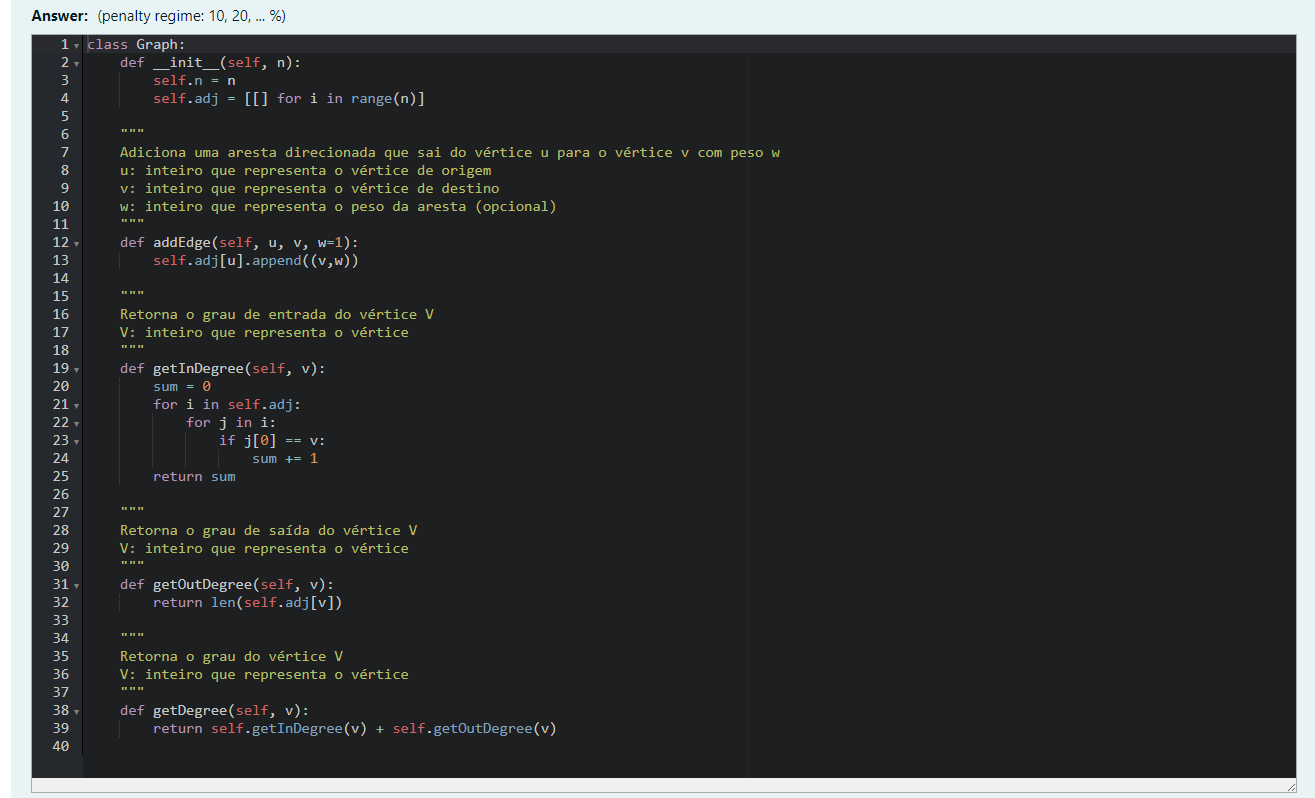 Answer: (penalty regime: 10, 20, ... %)
1 class Graph:
2     def __init__(self, n):
3         self.n = n
4         self.adj = [[] for i in range(n)]
5
6     """
7     Adiciona uma aresta direcionada que sai do vértice u para o vértice v com peso w
8     u: inteiro que representa o vértice de origem
9     v: inteiro que representa o vértice de destino
10     w: inteiro que representa o peso da aresta (opcional)
11     """
12     def addEdge(self, u, v, w=1):
13         self.adj[u].append((v,w))
14
15     """
16     Retorna o grau de entrada do vértice V
17     V: inteiro que representa o vértice
18     """
19     def getInDegree(self, v):
20         sum = 0
21         for i in self.adj:
22             for j in i:
23                 if j[0] == v:
24                     sum += 1
25         return sum
26
27     """
28     Retorna o grau de saída do vértice V
29     V: inteiro que representa o vértice
30     """
31     def getOutDegree(self, v):
32         return len(self.adj[v])
33
34     """
35     Retorna o grau do vértice V
36     V: inteiro que representa o vértice
37     """
38     def getDegree(self, v):
39         return self.getInDegree(v) + self.getOutDegree(v)
40